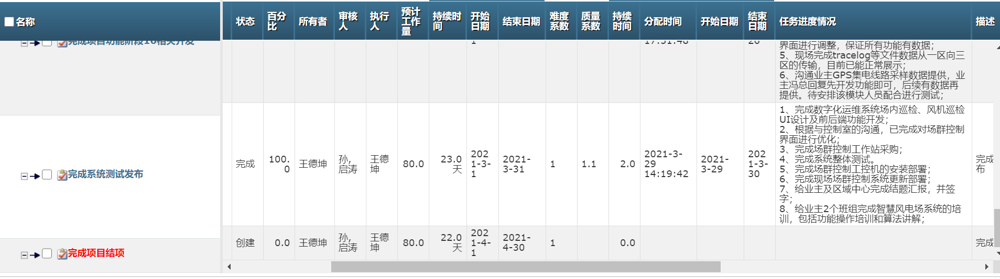 名称
状态
百分
比
所有者
审核
人
执行
人
预计
工作
量
持续时
间
开始
日期
结束日期
难度
系数
质量
系数
持续
时间
分配时间
开始日期
结束
日期
任务进度情况
描述
完成项目功能阶段10相关开发
1
17:31:48
26
界面进行调整，保证所有功能有数据；
5、现场完成tracelog等文件数据从一区向三
区的传输，目前已能正常展示；
6、沟通业主GPS集电线路采样数据提供，业
主冯总回复先开发功能即可，后续有数据再
提供。待安排该模块人员配合进行测试；
完成系统测试发布
完成
100.
0
王德坤
孙，
启涛
王德
坤
80.0
23.0
天
202
1-3-
1
2021-
3-31
1
1.1
2.0
2021-3-
29
14:19:42
2021-
3-29
202
1-3-
30
1、完成数字化运维系统场内巡检、风机巡检
UI设计及前后端功能开发；
2、根据与控制室的沟通，已完成对场群控制
界面进行优化；
3、完成场群控制工作站采购；
4、完成系统整体测试。
5、完成场群控制工控机的安装部署；
6、完成现场场群控制系统更新部署；
7、给业主及区域中心完成结题汇报，并签
字；
8、给业主2个班组完成智慧风电场系统的培
训，包括功能操作培训和算法讲解；
完成
布
完成项目结项
创建
0.0
王德坤
孙，
启涛
王德
坤
80.0
22.0
天
202
1-4-
1
2021-
4-30
1
0.0
完成